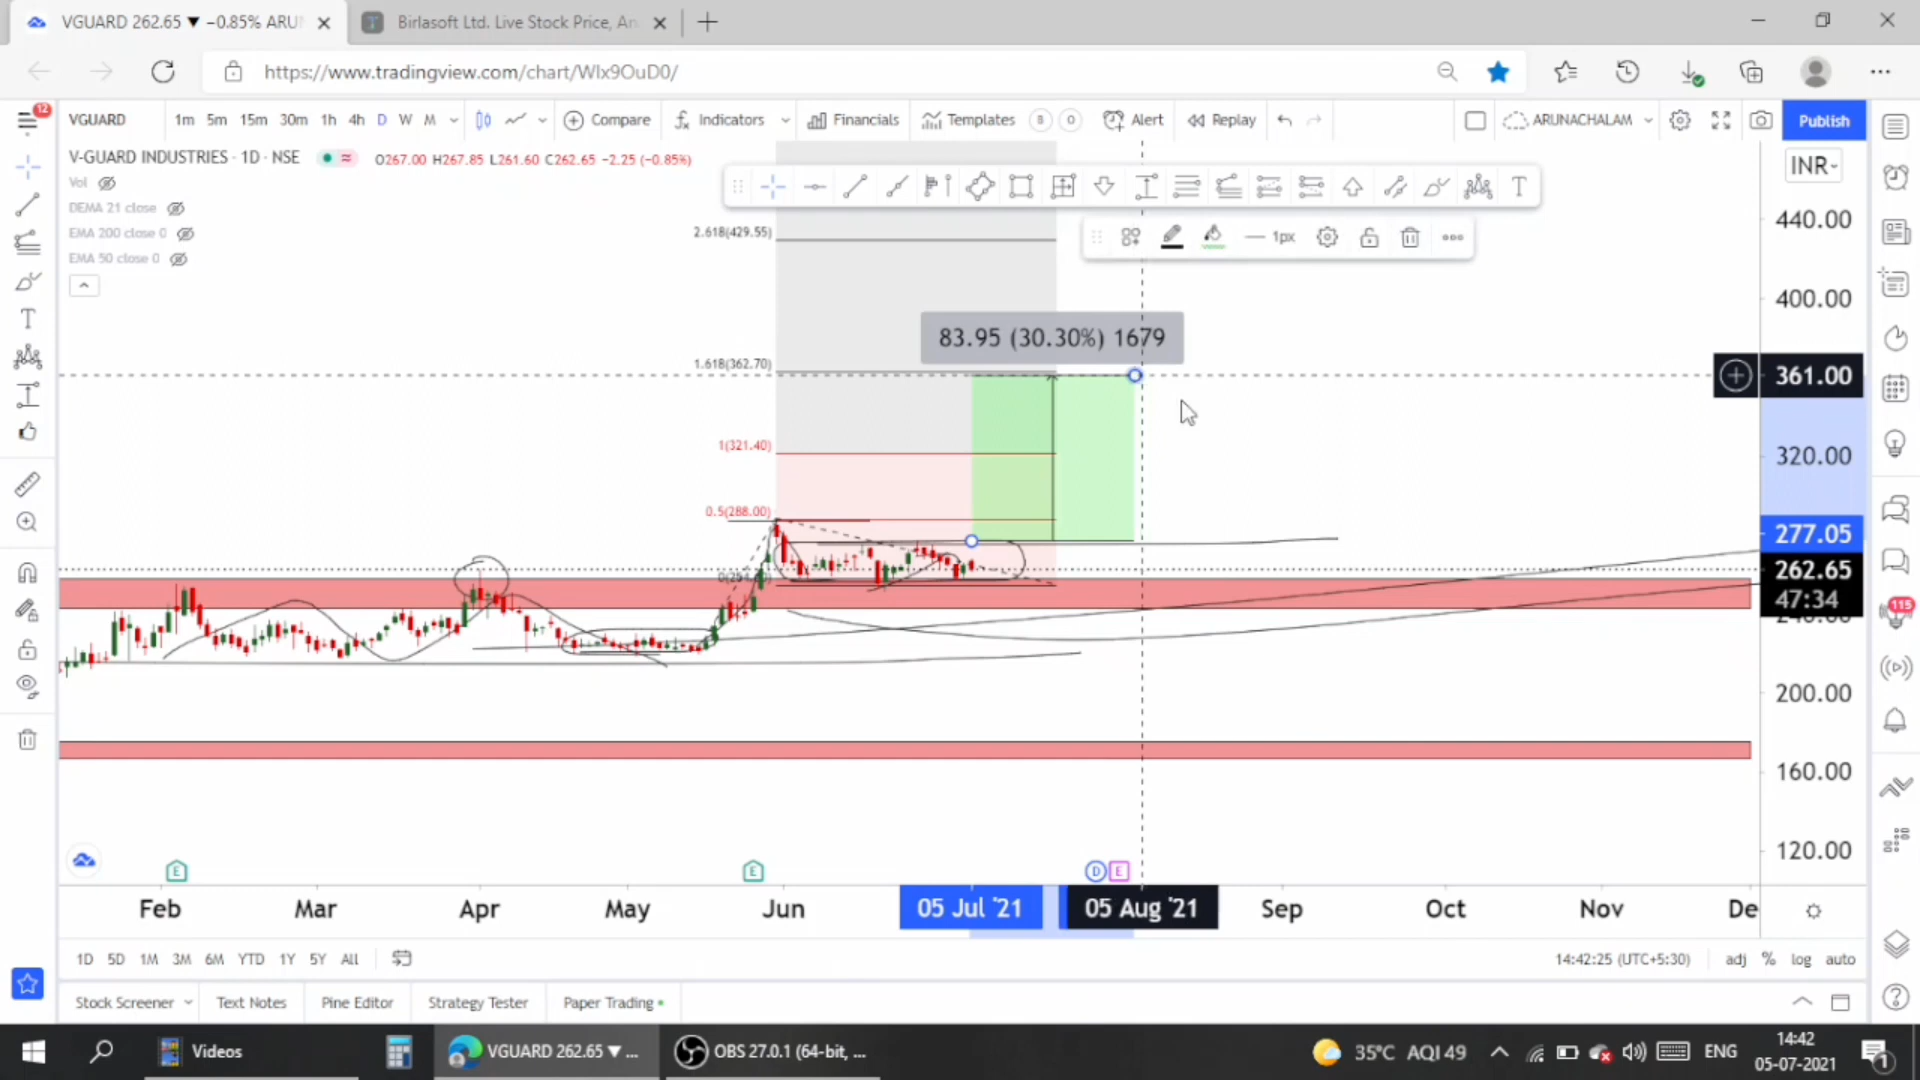 VGUARD 262.65 ▼ −0.85% ARU
Birlasoft Ltd. Live Stock Price, An
https://www.tradingview.com/chart/WIx9OuD0/
12
VGUARD
1m 5m 15m 30m 1h 4h D W M
Compare
Indicators
Financials
Templates
8
0
Alert
Replay
ARUNACHALAM
Publish
V-GUARD INDUSTRIES · 1D · NSE
O267.00 H267.85 L261.60 C262.65 −2.25 (−0.85%)
INR
Vol
DEMA 21 close
EMA 200 close 0
EMA 50 close 0
1px
2.618(429.55)
83.95 (30.30%) 1679
1.618(362.70)
1(321.40)
0.5(288.00)
440.00
400.00
361.00
320.00
277.05
262.65
47:34
200.00
160.00
120.00
115
E
E
D
E
Feb Mar Apr May Jun 05 Jul '21 05 Aug '21 Sep Oct Nov De
1D 5D 1M 3M 6M YTD 1Y 5Y All
14:42:25 (UTC+5:30) adj % log auto
Stock Screener Text Notes Pine Editor Strategy Tester Paper Trading
Videos
VGUARD 262.65 ▼ ...
OBS 27.0.1 (64-bit, ...
35°C AQI 49
ENG
14:42
05-07-2021
1